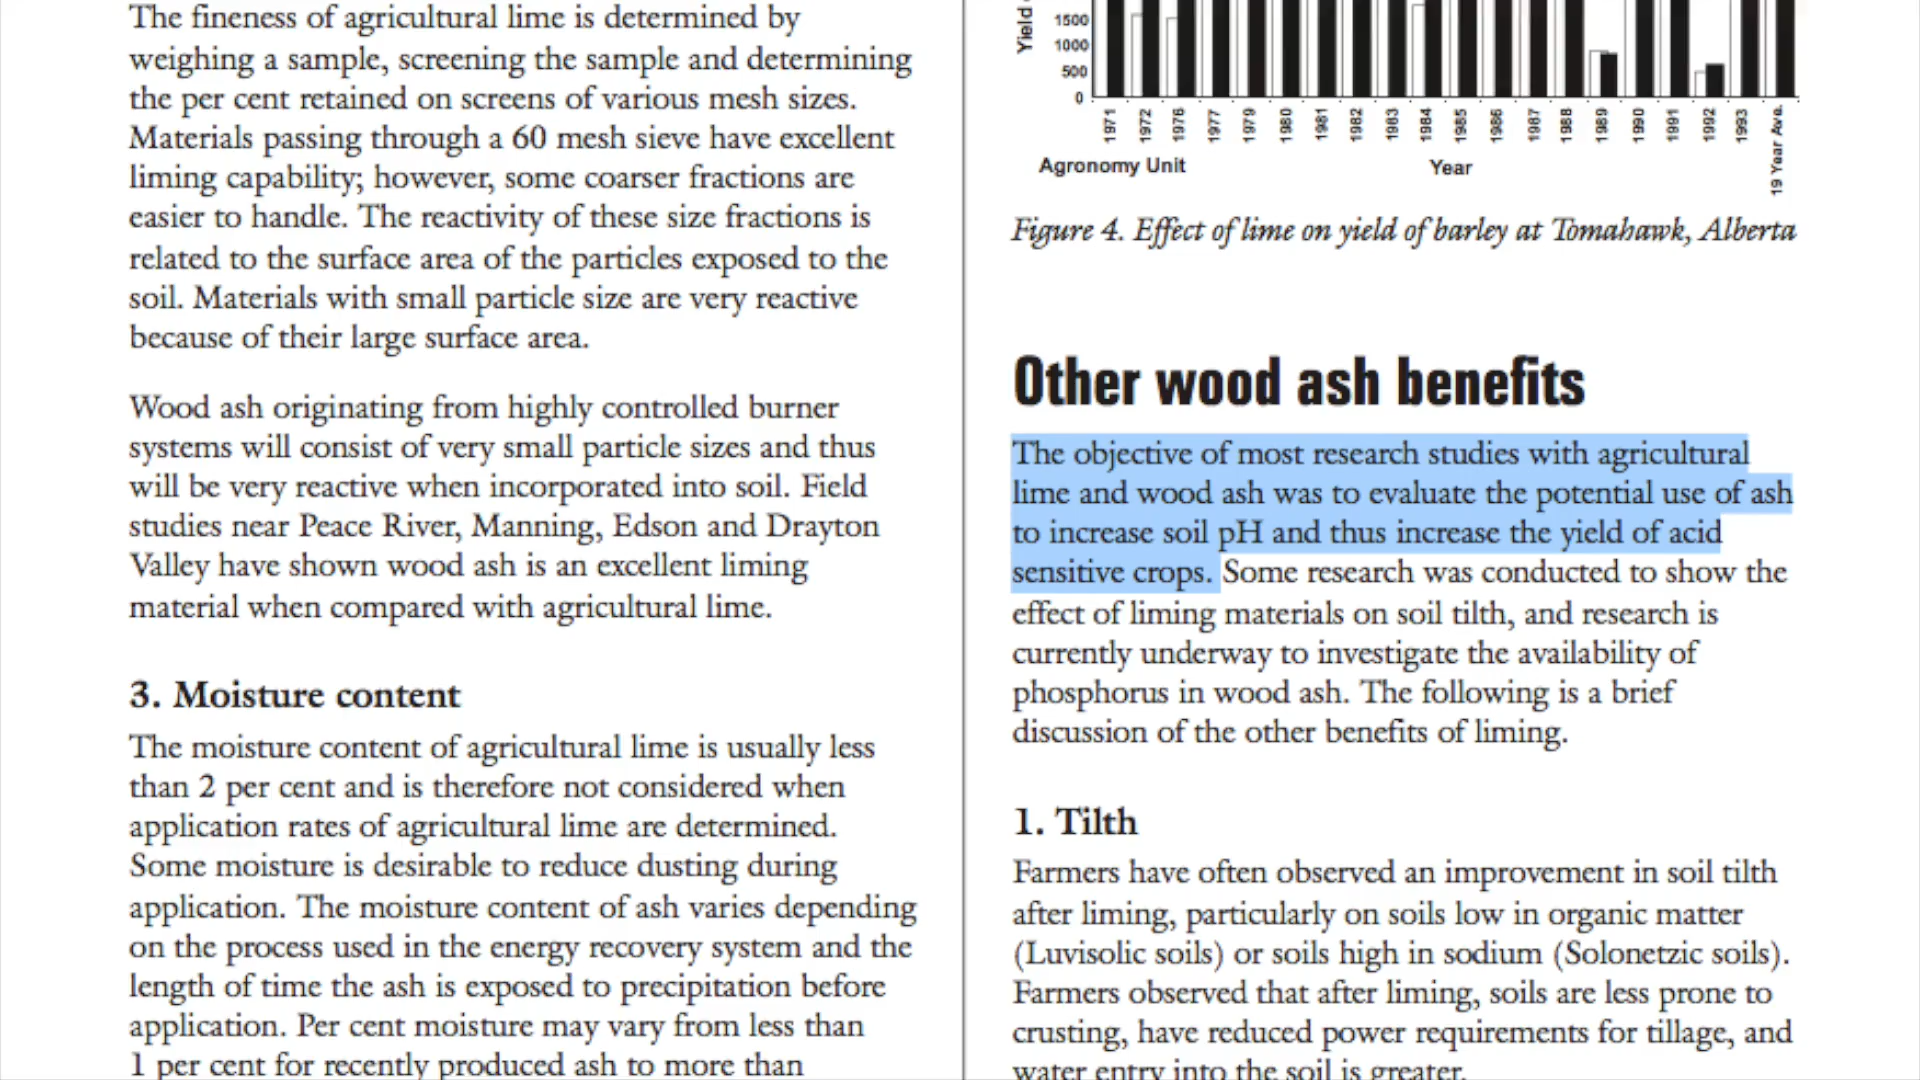 The fineness of agricultural lime is determined by
weighing a sample, screening the sample and determining
the per cent retained on screens of various mesh sizes.
Materials passing through a 60 mesh sieve have excellent
liming capability; however, some coarser fractions are
easier to handle. The reactivity of these size fractions is
related to the surface area of the particles exposed to the
soil. Materials with small particle size are very reactive
because of their large surface area.
Wood ash originating from highly controlled burner
systems will consist of very small particle sizes and thus
will be very reactive when incorporated into soil. Field
studies near Peace River, Manning, Edson and Drayton
Valley have shown wood ash is an excellent liming
material when compared with agricultural lime.
3. Moisture content
The moisture content of agricultural lime is usually less
than 2 per cent and is therefore not considered when
application rates of agricultural lime are determined.
Some moisture is desirable to reduce dusting during
application. The moisture content of ash varies depending
on the process used in the energy recovery system and the
length of time the ash is exposed to precipitation before
application. Per cent moisture may vary from less than
1 per cent for recently produced ash to more than
Yield
1500
1000
500
0
1971 1972 1976 1977 1979 1980 1981 1982 1983 1984 1985 1986 1987 1988 1989 1990 1991 1992 1993 19 Year Ave.
Agronomy Unit Year
Figure 4. Effect of lime on yield of barley at Tomahawk, Alberta
Other wood ash benefits
The objective of most research studies with agricultural
lime and wood ash was to evaluate the potential use of ash
to increase soil pH and thus increase the yield of acid
sensitive crops. Some research was conducted to show the
effect of liming materials on soil tilth, and research is
currently underway to investigate the availability of
phosphorus in wood ash. The following is a brief
discussion of the other benefits of liming.
1. Tilth
Farmers have often observed an improvement in soil tilth
after liming, particularly on soils low in organic matter
(Luvisolic soils) or soils high in sodium (Solonetzic soils).
Farmers observed that after liming, soils are less prone to
crusting, have reduced power requirements for tillage, and
water entry into the soil is greater.